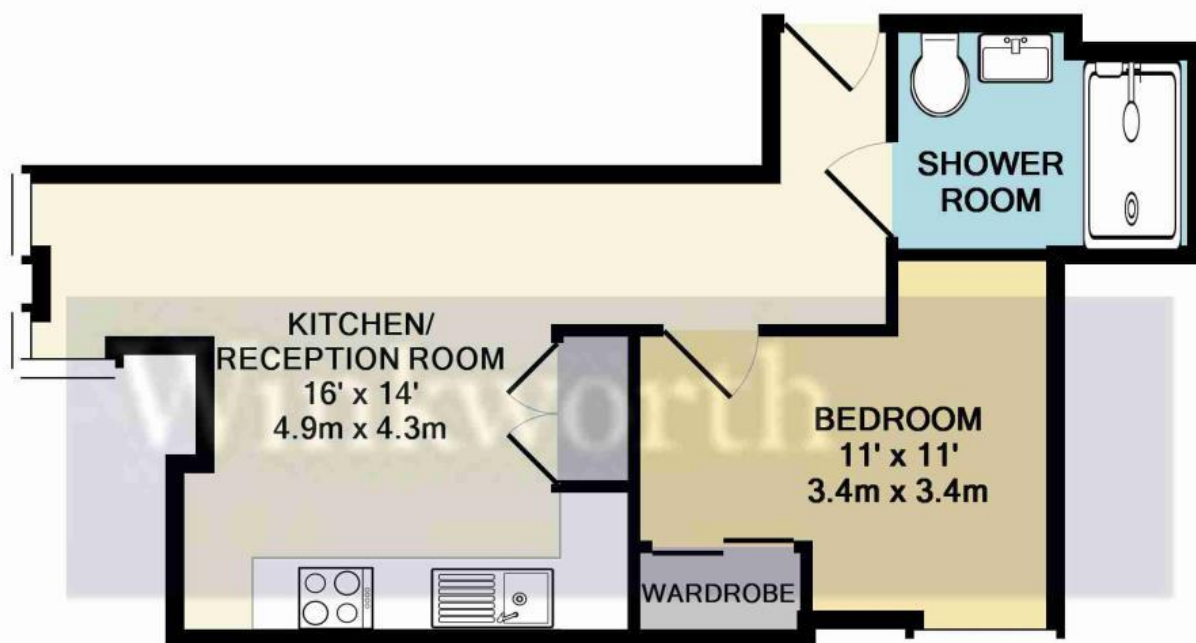 SHOWER
ROOM
KITCHEN/
RECEPTION ROOM
16' x 14'
4.9m x 4.3m
Winkworth
BEDROOM
11' x 11'
3.4m x 3.4m
WARDROBE